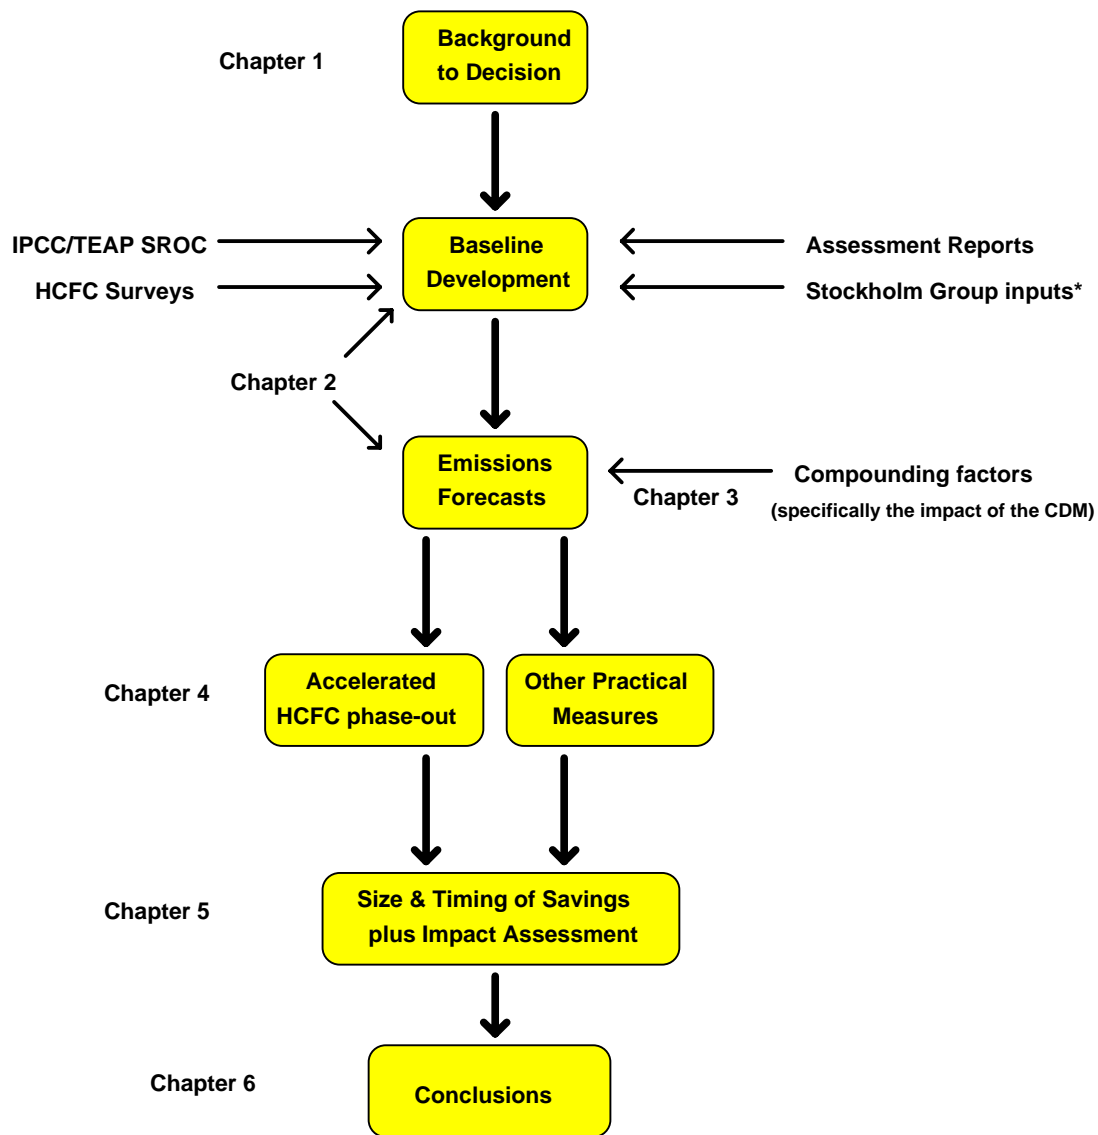 Chapter 1
Background
to Decision
IPCC/TEAP SROC
HCFC Surveys
Baseline
Development
Assessment Reports
Stockholm Group inputs*
Chapter 2
Emissions
Forecasts
Chapter 3
Compounding factors
(specifically the impact of the CDM)
Chapter 4
Accelerated
HCFC phase-out
Other Practical
Measures
Chapter 5
Size & Timing of Savings
plus Impact Assessment
Chapter 6
Conclusions